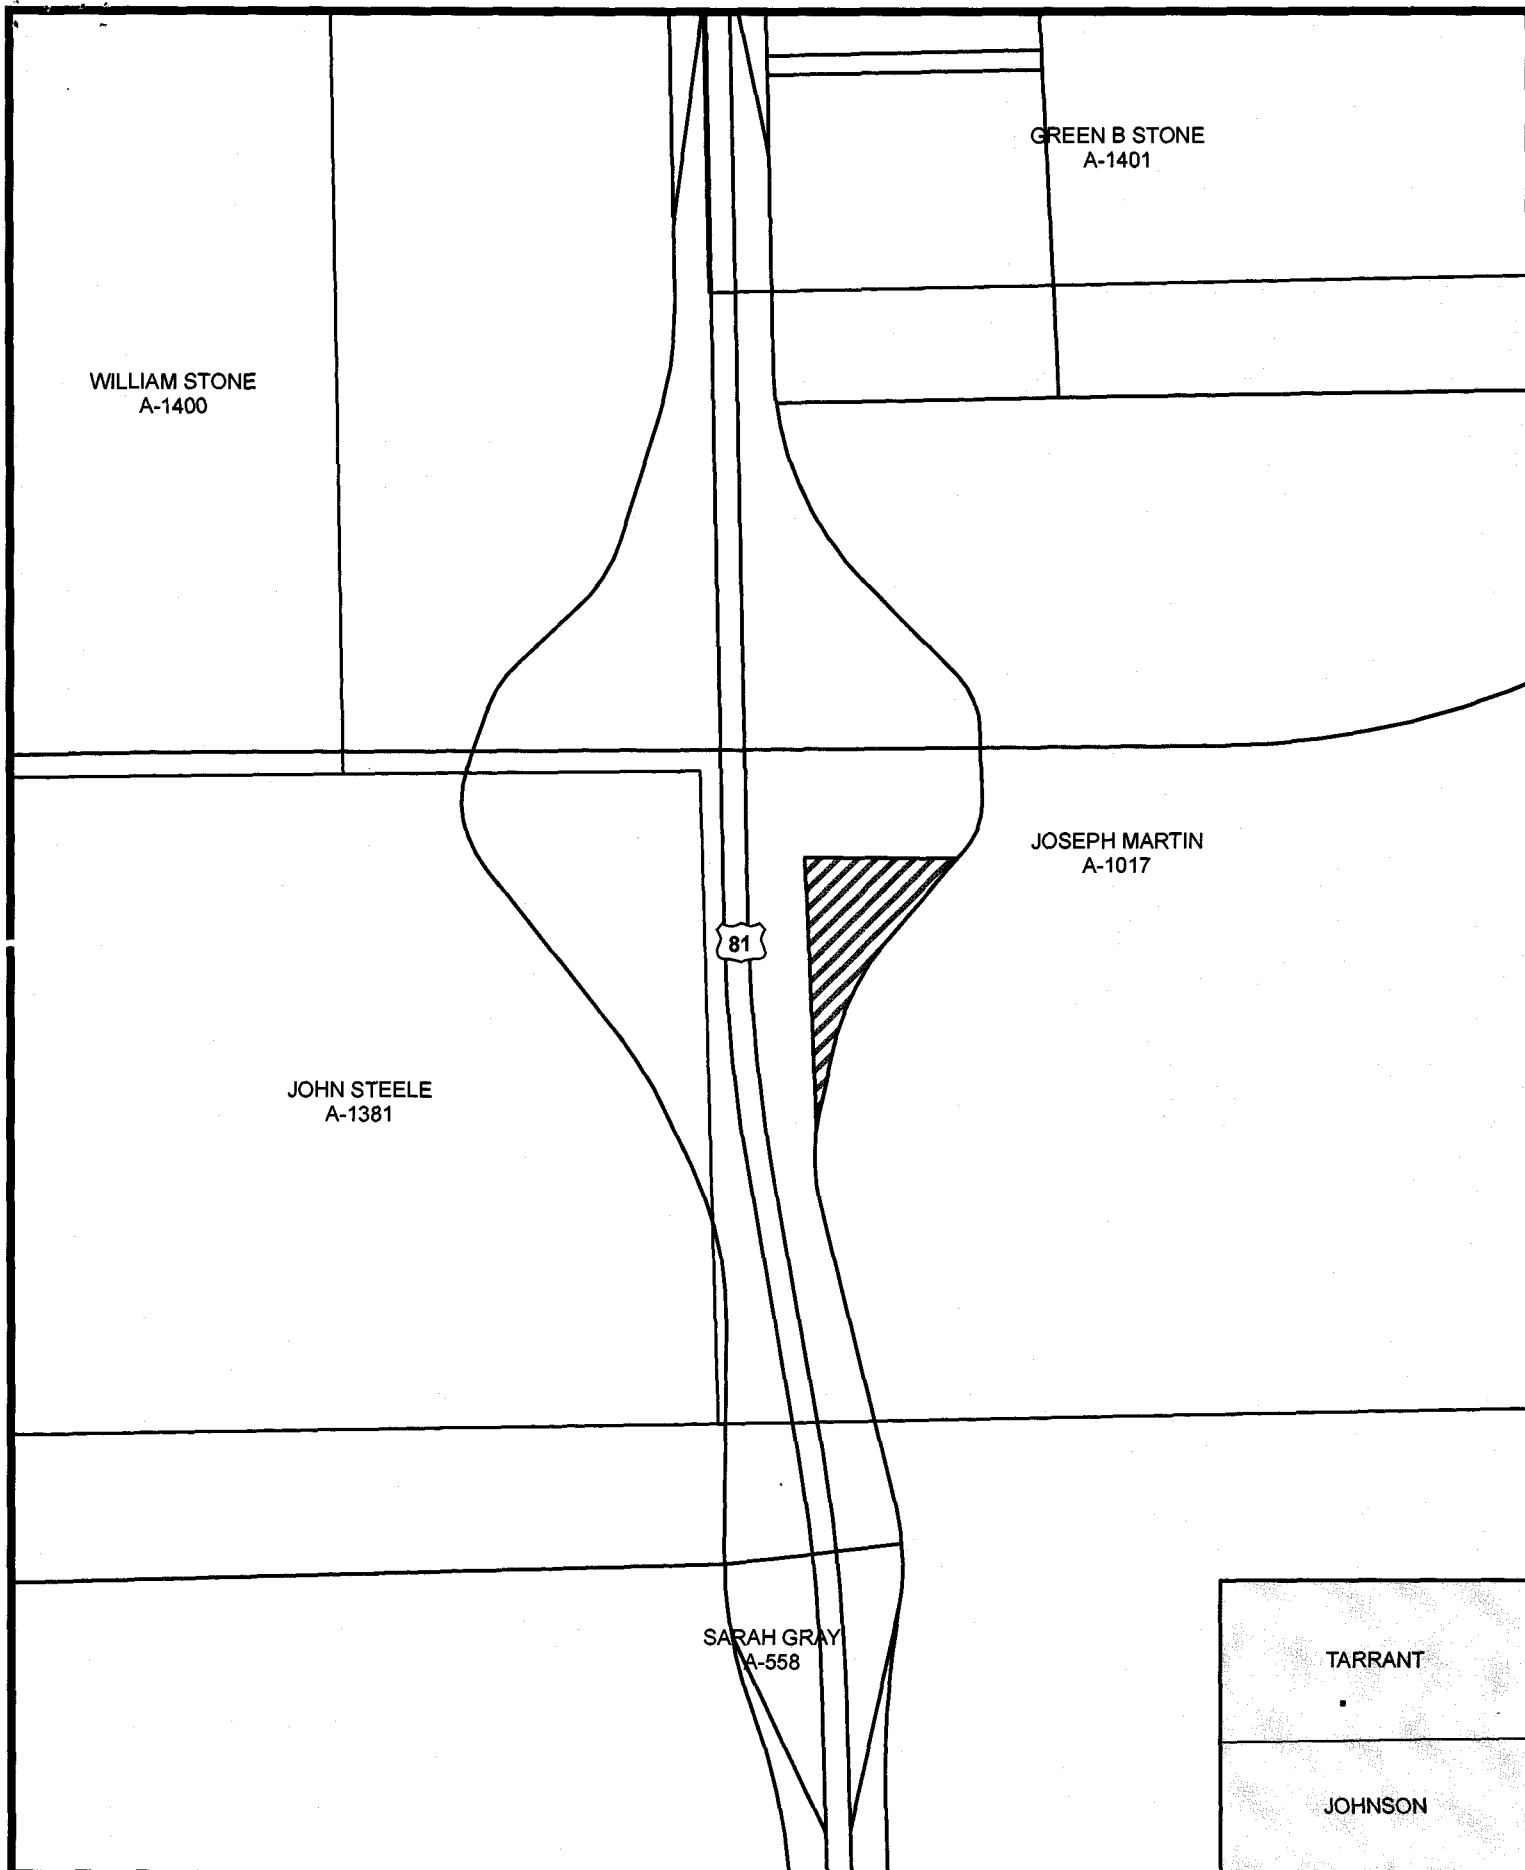 GREEN B STONE
A-1401
WILLIAM STONE
A-1400
JOSEPH MARTIN
A-1017
81
JOHN STEELE
A-1381
SARAH GRAY
A-558
TARRANT
JOHNSON